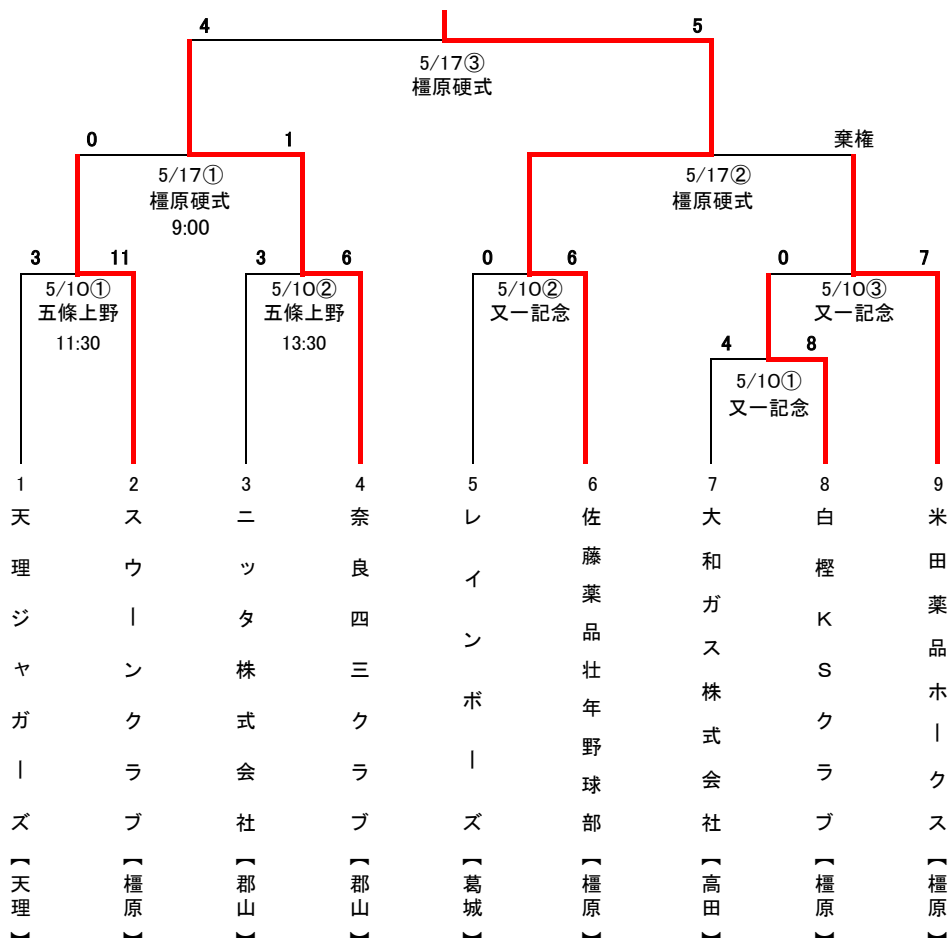 4 5
5/17③
橿原硬式
0 1 棄権
5/17① 5/17②
橿原硬式 橿原硬式
9:00
3 11 3 6 0 6 0 7
5/10① 5/10② 5/10② 5/10③
五條上野 五條上野 又一記念 又一記念
11:30 13:30
4 8
5/10①
又一記念
1 2 3 4 5 6 7 8 9
天理ジャガーズ【天理】
スウーンクラブ【橿原】
ニッタ株式会社【郡山】
奈良四三クラブ【郡山】
レインボーズ【葛城】
佐藤薬品壮年野球部【橿原】
大和ガス株式会社【高田】
白樫KSクラブ【橿原】
米田薬品ホークス【橿原】